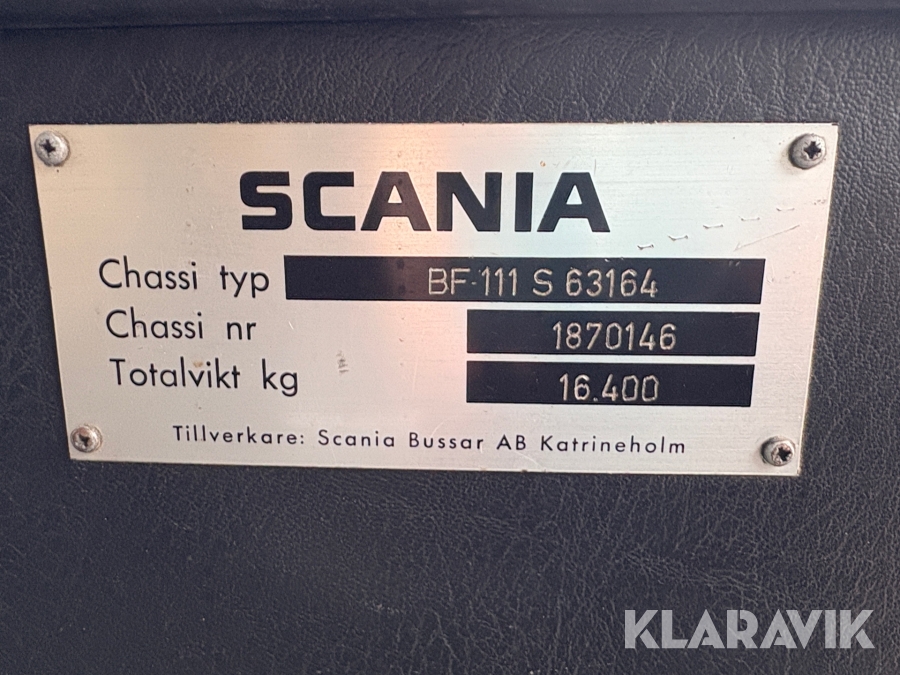 SCANIA
Chassi typ BF-111 S 63164
Chassi nr 1870146
Totalvikt kg 16.400
Tillverkare: Scania Bussar AB Katrineholm
KLARAVIK